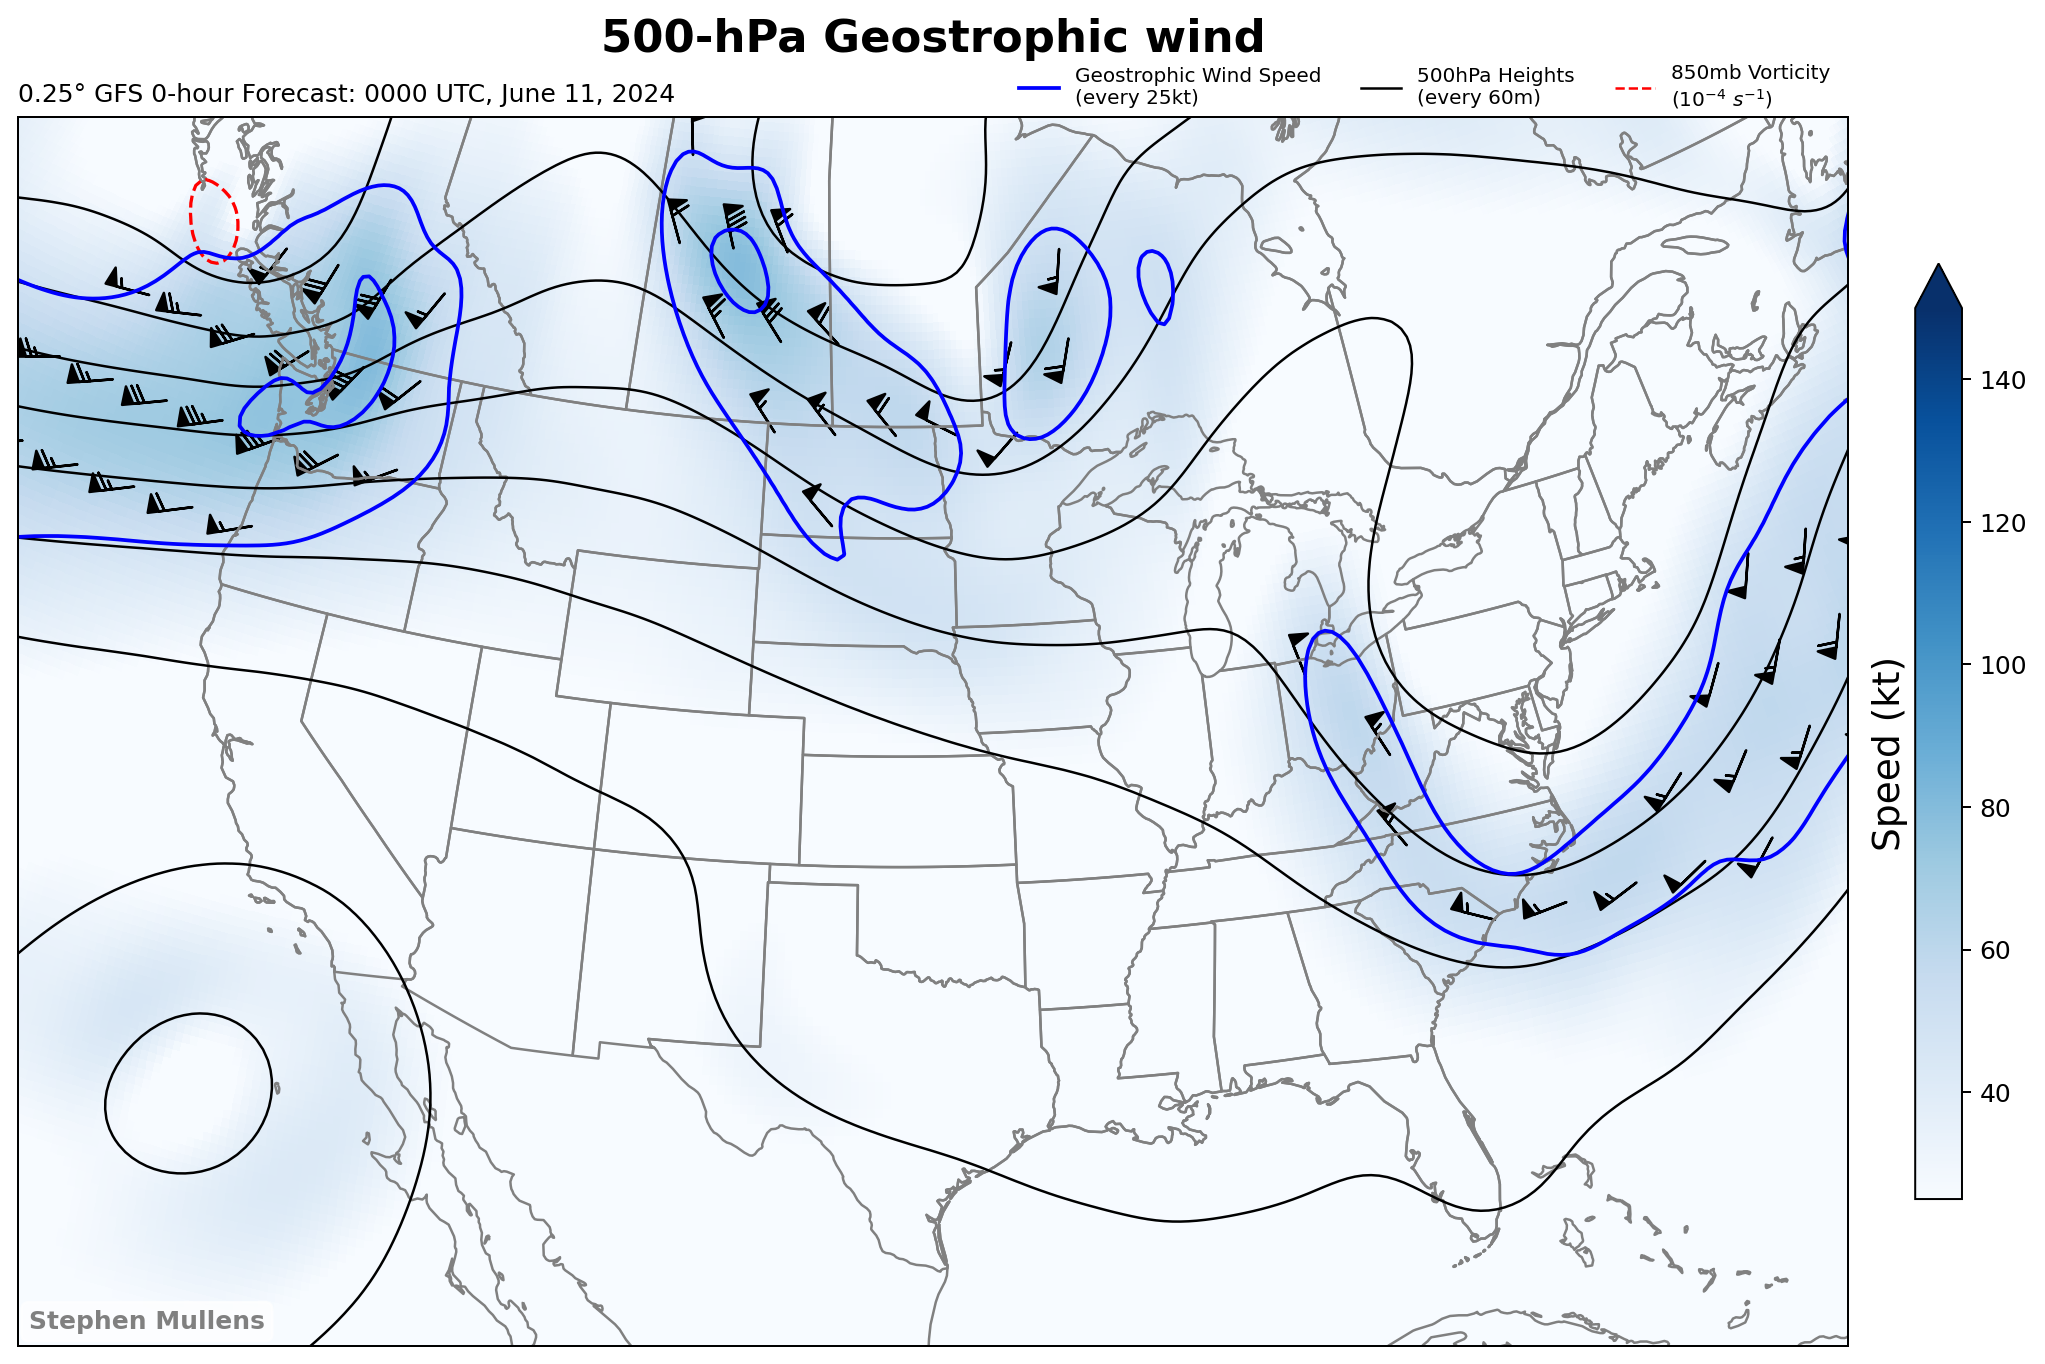 500-hPa Geostrophic wind
0.25° GFS 0-hour Forecast: 0000 UTC, June 11, 2024
Geostrophic Wind Speed
(every 25kt)
500hPa Heights
(every 60m)
850mb Vorticity
(10⁻⁴ s⁻¹)
140
120
100
80
60
40
Speed (kt)
Stephen Mullens